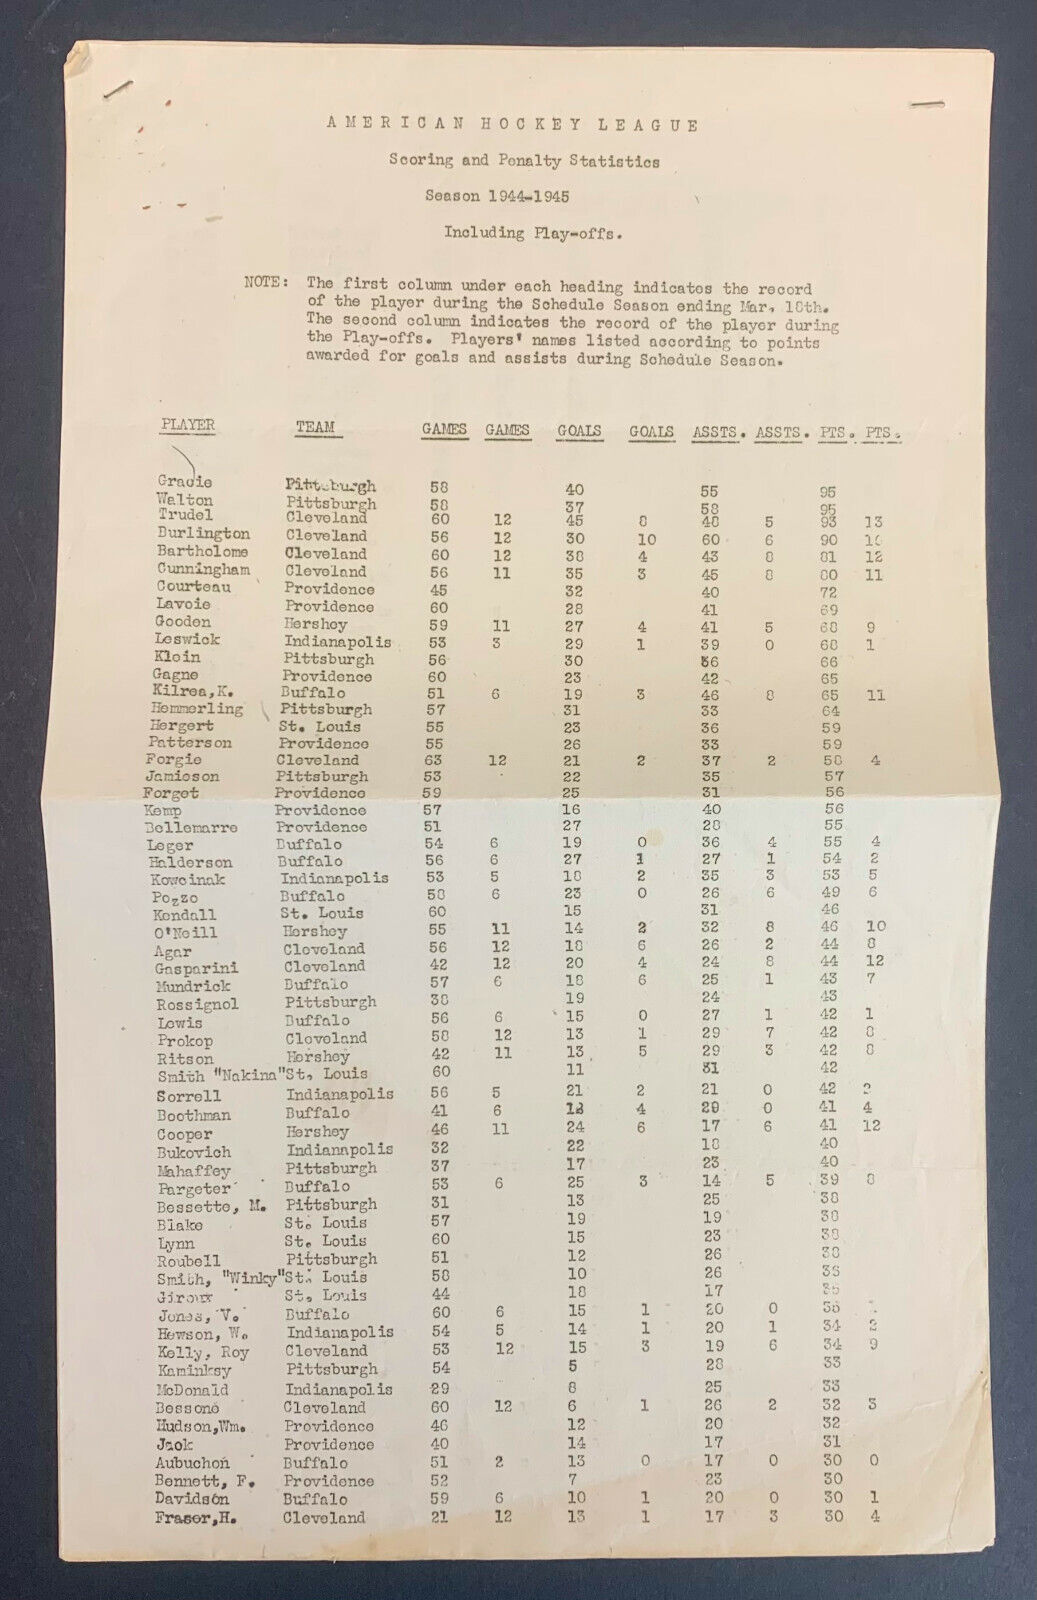 AMERICAN HOCKEY LEAGUE
Scoring and Penalty Statistics
Season 1944-1945
Including Play-offs.
NOTE: The first column under each heading indicates the record
of the player during the Schedule Season ending Mar. 18th.
The second column indicates the record of the player during
the Play-offs. Players' names listed according to points
awarded for goals and assists during Schedule Season.
PLAYER TEAM GAMES GAMES GOALS GOALS ASSTS. ASSTS. PTS. PTS.
Gracie Pittsburgh 58 40 55 95
Walton Pittsburgh 58 37 58 95
Trudel Cleveland 60 12 45 8 48 5 93 13
Burlington Cleveland 56 12 30 10 60 6 90 16
Bartholome Cleveland 60 12 38 4 43 8 81 12
Cunningham Cleveland 56 11 35 3 45 8 80 11
Courteau Providence 45 32 40 72
Lavoie Providence 60 28 41 69
Gooden Hershey 59 11 27 4 41 5 68 9
Leswick Indianapolis 53 3 29 1 39 0 68 1
Klein Pittsburgh 56 30 36 66
Gagne Providence 60 23 42 65
Kilrea,K. Buffalo 51 6 19 3 46 8 65 11
Hemmerling Pittsburgh 57 31 33 64
Hergert St. Louis 55 23 36 59
Patterson Providence 55 26 33 59
Forgie Cleveland 63 12 21 2 37 2 58 4
Jamieson Pittsburgh 53 22 35 57
Forget Providence 59 25 31 56
Kemp Providence 57 16 40 56
Bellemarre Providence 51 27 28 55
Leger Buffalo 54 6 19 0 36 4 55 4
Halderson Buffalo 56 6 27 1 27 1 54 2
Kowcinak Indianapolis 53 5 18 2 35 3 53 5
Pozzo Buffalo 58 6 23 0 26 6 49 6
Kendall St. Louis 60 15 31 46
O'Neill Hershey 55 11 14 2 32 8 46 10
Agar Cleveland 56 12 18 6 26 2 44 8
Gasparini Cleveland 42 12 20 4 24 8 44 12
Mundrick Buffalo 57 6 18 6 25 1 43 7
Rossignol Pittsburgh 38 19 24 43
Lewis Buffalo 56 6 15 0 27 1 42 1
Prokop Cleveland 58 12 13 1 29 7 42 8
Ritson Hershey 42 11 13 5 29 3 42 8
Smith "Nakina" St. Louis 60 11 31 42
Sorrell Indianapolis 56 5 21 2 21 0 42 2
Boothman Buffalo 41 6 12 4 29 0 41 4
Cooper Hershey 46 11 24 6 17 6 41 12
Bukovich Indianapolis 32 22 18 40
Mahaffey Pittsburgh 37 17 23 40
Pargeter Buffalo 53 6 25 3 14 5 39 8
Bessette, M. Pittsburgh 31 13 25 38
Blake St. Louis 57 19 19 38
Lynn St. Louis 60 15 23 38
Roubell Pittsburgh 51 12 26 38
Smith, "Winky" St. Louis 58 10 26 36
Giroux St. Louis 44 18 17 35
Jones, V. Buffalo 60 6 15 1 20 0
Hewson, W. Indianapolis 54 5 14 1 20 1 34 2
Kelly, Roy Cleveland 53 12 15 3 19 6 34 9
Kaminksy Pittsburgh 54 5 28 33
McDonald Indianapolis 29 8 25 33
Bessone Cleveland 60 12 6 1 26 2 32 3
Hudson,Wm. Providence 46 12 20 32
Jack Providence 40 14 17 31
Aubuchon Buffalo 51 2 13 0 17 0 30 0
Bennett, F. Providence 52 7 23 30
Davidson Buffalo 59 6 10 1 20 0 30 1
Fraser,H. Cleveland 21 12 13 1 17 3 30 4